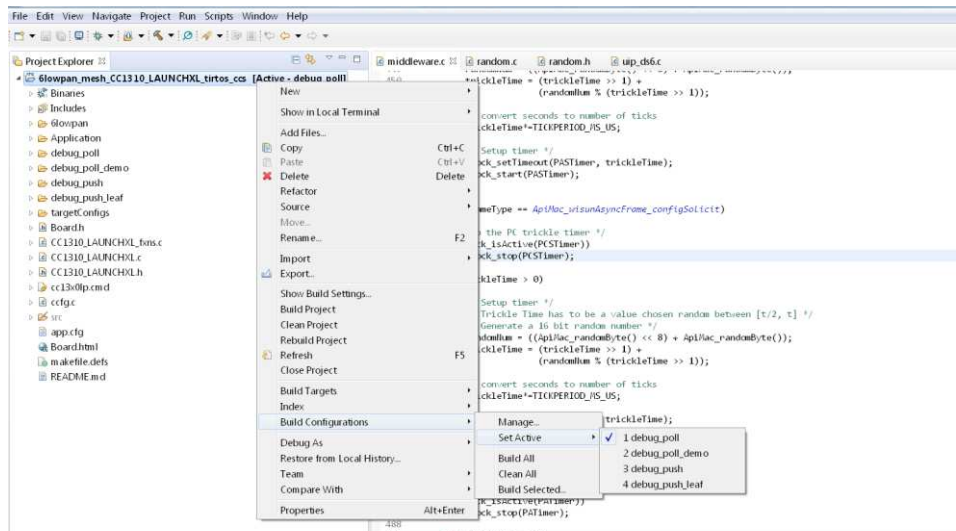 File Edit View Navigate Project Run Scripts Window Help
Project Explorer
6lowpan_mesh_CC1310_LAUNCHXL_tirtos_ccs [Active - debug_poll]
Binaries
Includes
6lowpan
Application
debug_poll
debug_poll_demo
debug_push
debug_push_leaf
targetConfigs
Board.h
CC1310_LAUNCHXL_fxns.c
CC1310_LAUNCHXL.c
CC1310_LAUNCHXL.h
cc13x0lp.cmd
ccfg.c
src
app.cfg
Board.html
makefile.defs
README.md
New
Show in Local Terminal
Add Files...
Copy Ctrl+C
Paste Ctrl+V
Delete Delete
Refactor
Source
Move...
Rename... F2
Import
Export...
Show Build Settings...
Build Project
Clean Project
Rebuild Project
Refresh F5
Close Project
Build Targets
Index
Build Configurations
Debug As
Restore from Local History...
Team
Compare With
Properties Alt+Enter
Manage...
Set Active
Build All
Clean All
Build Selected...
1 debug_poll
2 debug_poll_demo
3 debug_push
4 debug_push_leaf
middleware.c random.c random.h uip_ds6.c
trickleTime = (trickleTime >> 1) +
(randomNum % (trickleTime >> 1));
convert seconds to number of ticks
ickleTime*=TICKPERIOD_MS_US;
Setup timer */
ock_setTimeout(PASTimer, trickleTime);
ock_start(PASTimer);
meType == ApiMac_wisunAsyncFrame_configSolicit)
the PC trickle timer */
k_isActive(PCSTimer))
ock_stop(PCSTimer);
ckleTime > 0)
Setup timer */
Trickle Time has to be a value chosen random between [t/2, t] */
Generate a 16 bit random number */
ndomNum = ((ApiMac_randomByte() << 8) + ApiMac_randomByte());
ickleTime = (trickleTime >> 1) +
(randomNum % (trickleTime >> 1));
convert seconds to number of ticks
ickleTime*=TICKPERIOD_MS_US;
trickleTime);
k_isActive(PATimer))
ock_stop(PATimer);
488